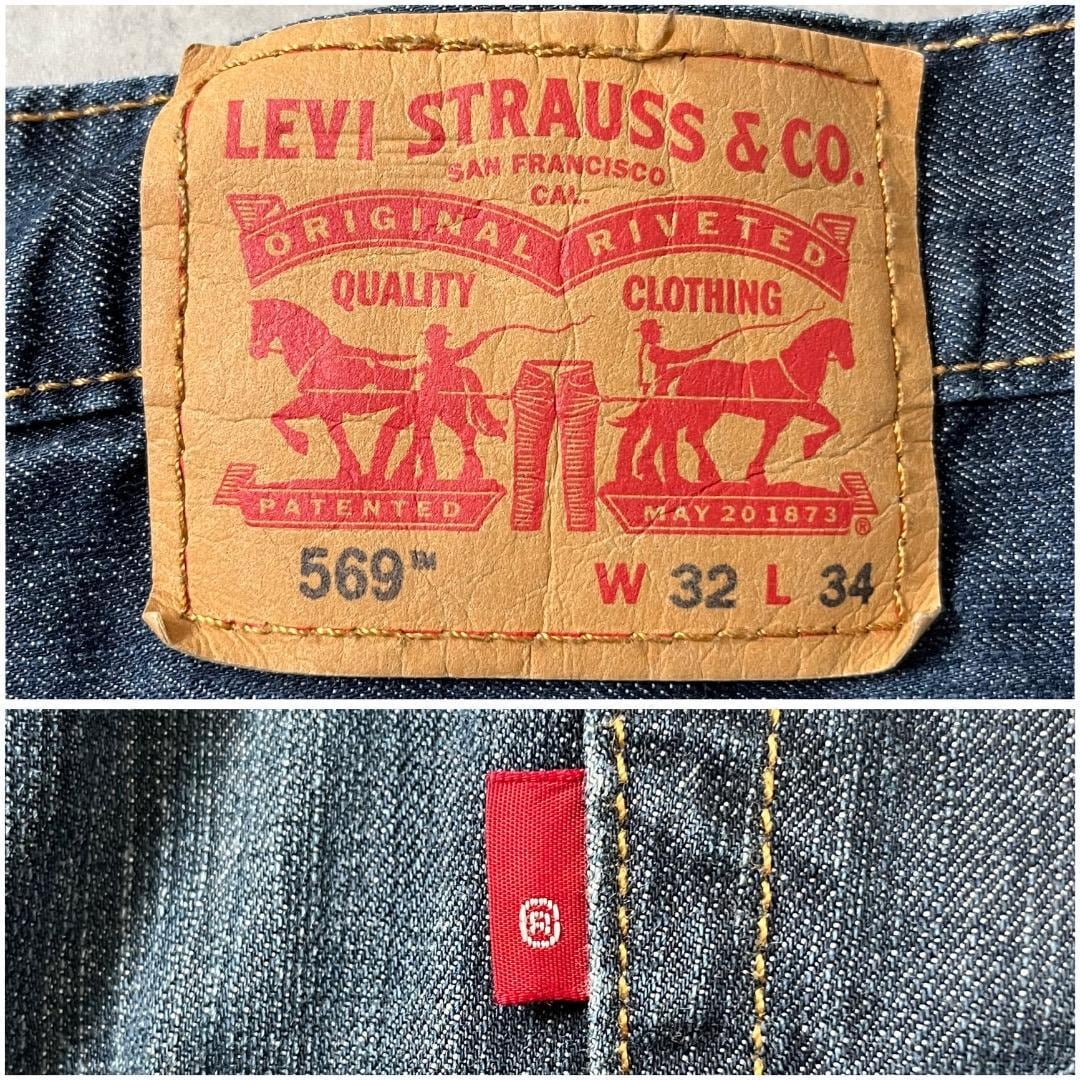 LEVI STRAUSS & CO.
SAN FRANCISCO
CAL.
ORIGINAL RIVETED
QUALITY CLOTHING
PATENTED MAY 20 1873 ®
569™ W 32 L 34
®